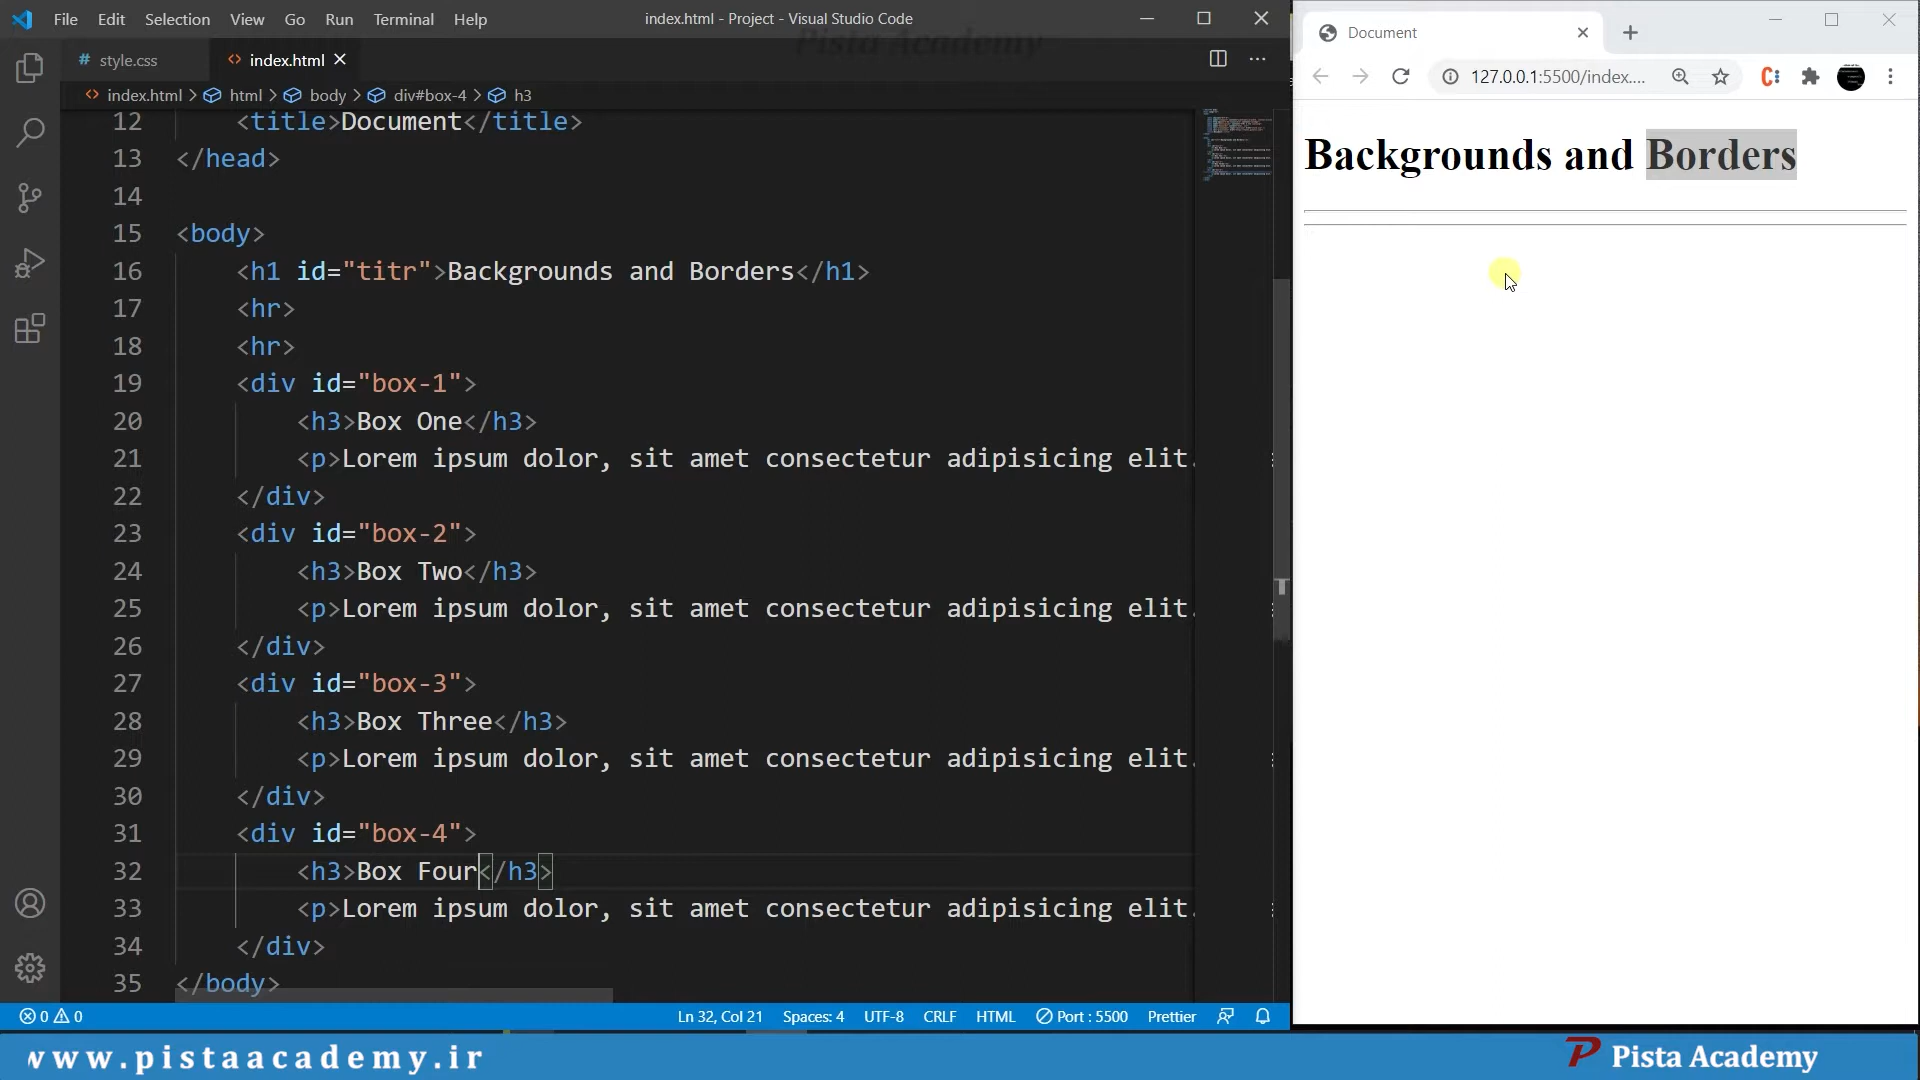 File Edit Selection View Go Run Terminal Help index.html - Project - Visual Studio Code
Pista Academy
# style.css <> index.html
<> index.html > html > body > div#box-4 > h3
12 <title>Document</title>
13 </head>
14
15 <body>
16 <h1 id="titr">Backgrounds and Borders</h1>
17 <hr>
18 <hr>
19 <div id="box-1">
20 <h3>Box One</h3>
21 <p>Lorem ipsum dolor, sit amet consectetur adipisicing elit.
22 </div>
23 <div id="box-2">
24 <h3>Box Two</h3>
25 <p>Lorem ipsum dolor, sit amet consectetur adipisicing elit.
26 </div>
27 <div id="box-3">
28 <h3>Box Three</h3>
29 <p>Lorem ipsum dolor, sit amet consectetur adipisicing elit.
30 </div>
31 <div id="box-4">
32 <h3>Box Four</h3>
33 <p>Lorem ipsum dolor, sit amet consectetur adipisicing elit.
34 </div>
35 </body>
0 0 Ln 32, Col 21 Spaces: 4 UTF-8 CRLF HTML Port : 5500 Prettier
Document
127.0.0.1:5500/index....
Backgrounds and Borders
www.pistaacademy.ir
Pista Academy